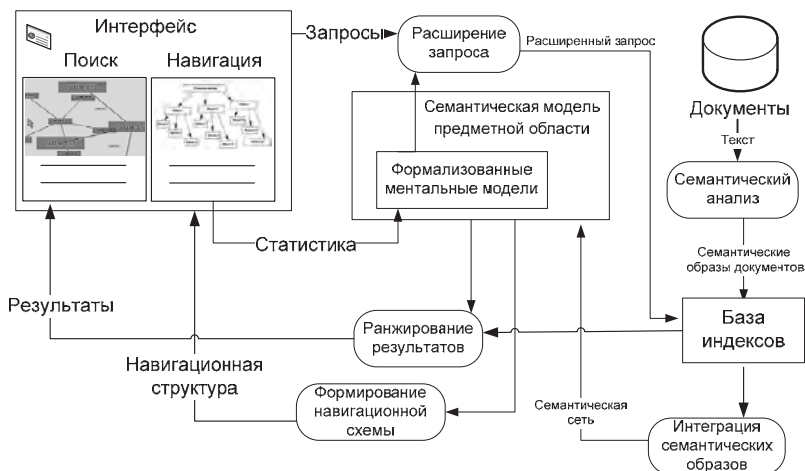 Интерфейс
Поиск
Навигация
Запросы
Расширение
запроса
Расширенный запрос
Документы
Текст
Семантическая модель
предметной области
Формализованные
ментальные модели
Семантический
анализ
Статистика
Семантические
образы документов
Результаты
Ранжирование
результатов
База
индексов
Навигационная
структура
Формирование
навигационной
схемы
Семантическая
сеть
Интеграция
семантических
образов